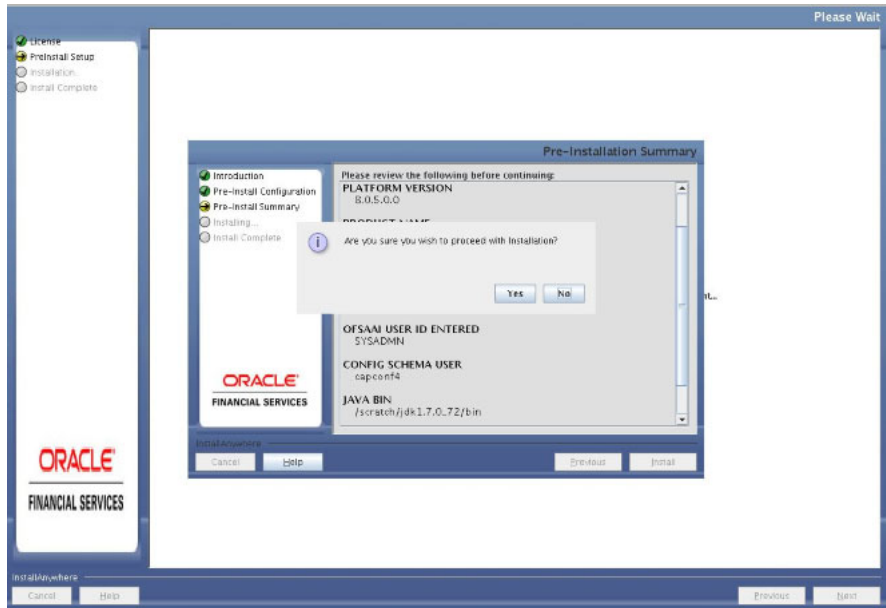 Please Wait
License
PreInstall Setup
Installation
Install Complete
Pre-Installation Summary
Introduction
Pre-Install Configuration
Pre-Install Summary
Installing...
Install Complete
Please review the following before continuing:
PLATFORM VERSION
8.0.5.0.0
PRODUCT NAME
Are you sure you wish to proceed with Installation?
Yes
No
OFSAAI USER ID ENTERED
SYSADMN
CONFIG SCHEMA USER
capconf4
JAVA BIN
/scratch/jdk1.7.0_72/bin
ORACLE'
FINANCIAL SERVICES
InstallAnywhere
Cancel
Help
Previous
Install
ORACLE'
FINANCIAL SERVICES
InstallAnywhere
Cancel
Help
Previous
Next